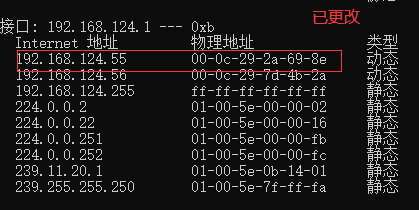 已更改
接口: 192.168.124.1 --- 0xb
Internet 地址 物理地址 类型
192.168.124.55 00-0c-29-2a-69-8e 动态
192.168.124.56 00-0c-29-7d-4b-2a 动态
192.168.124.255 ff-ff-ff-ff-ff-ff 静态
224.0.0.2 01-00-5e-00-00-02 静态
224.0.0.22 01-00-5e-00-00-16 静态
224.0.0.251 01-00-5e-00-00-fb 静态
224.0.0.252 01-00-5e-00-00-fc 静态
239.11.20.1 01-00-5e-0b-14-01 静态
239.255.255.250 01-00-5e-7f-ff-fa 静态